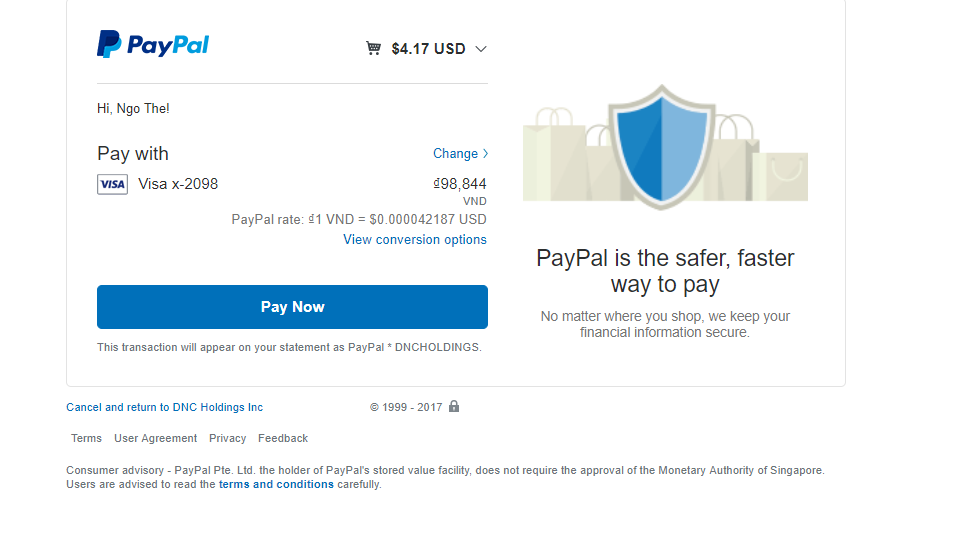 PayPal
$4.17 USD
Hi, Ngo The!
Pay with
Change
VISA
Visa x-2098
₫98,844
VND
PayPal rate: ₫1 VND = $0.000042187 USD
View conversion options
Pay Now
This transaction will appear on your statement as PayPal * DNCHOLDINGS.
PayPal is the safer, faster
way to pay
No matter where you shop, we keep your
financial information secure.
Cancel and return to DNC Holdings Inc
© 1999 - 2017
Terms User Agreement Privacy Feedback
Consumer advisory - PayPal Pte. Ltd. the holder of PayPal's stored value facility, does not require the approval of the Monetary Authority of Singapore.
Users are advised to read the terms and conditions carefully.